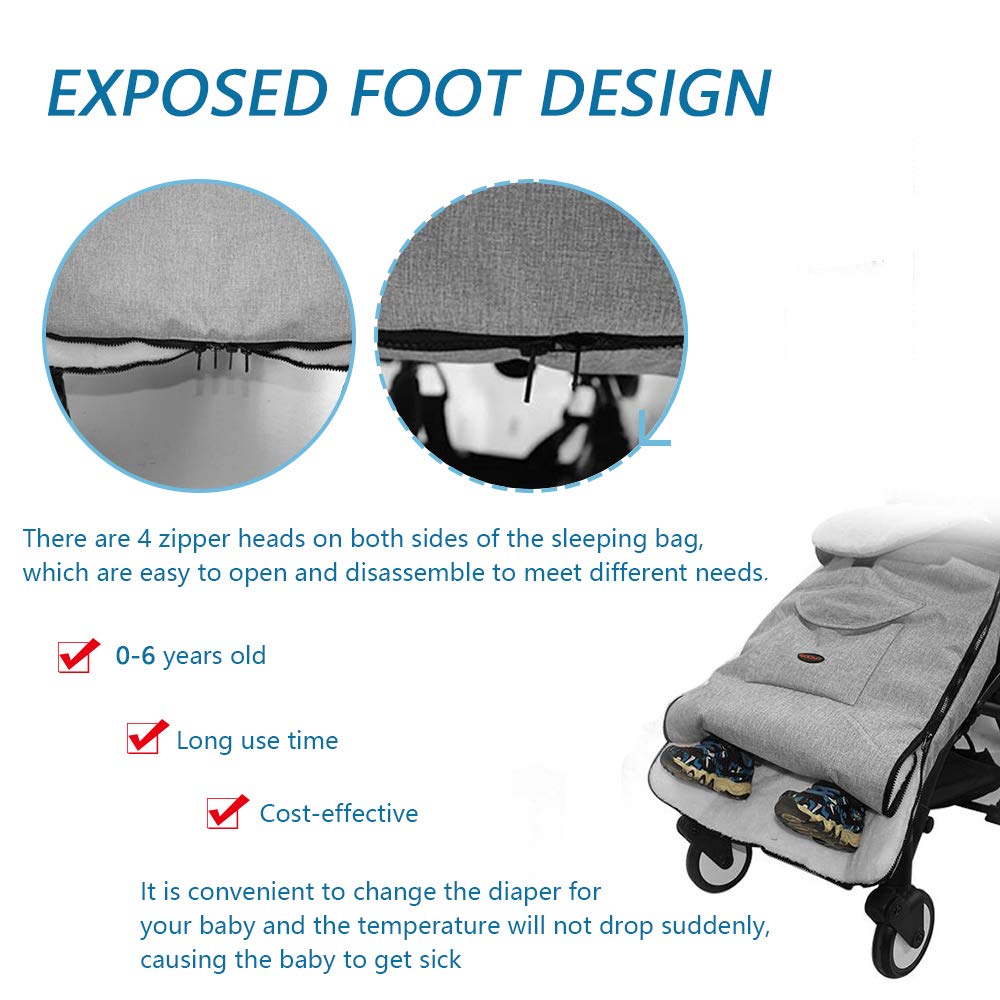 EXPOSED FOOT DESIGN
There are 4 zipper heads on both sides of the sleeping bag,
which are easy to open and disassemble to meet different needs.
0-6 years old
Long use time
Cost-effective
It is convenient to change the diaper for
your baby and the temperature will not drop suddenly,
causing the baby to get sick